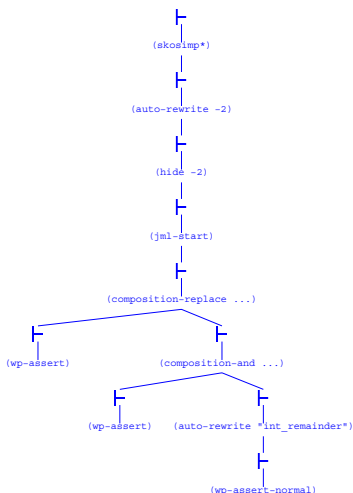 (skosimp*)
(auto-rewrite -2)
(hide -2)
(jml-start)
(composition-replace ...)
(wp-assert)
(composition-and ...)
(wp-assert)
(auto-rewrite "int_remainder")
(wp-assert-normal)